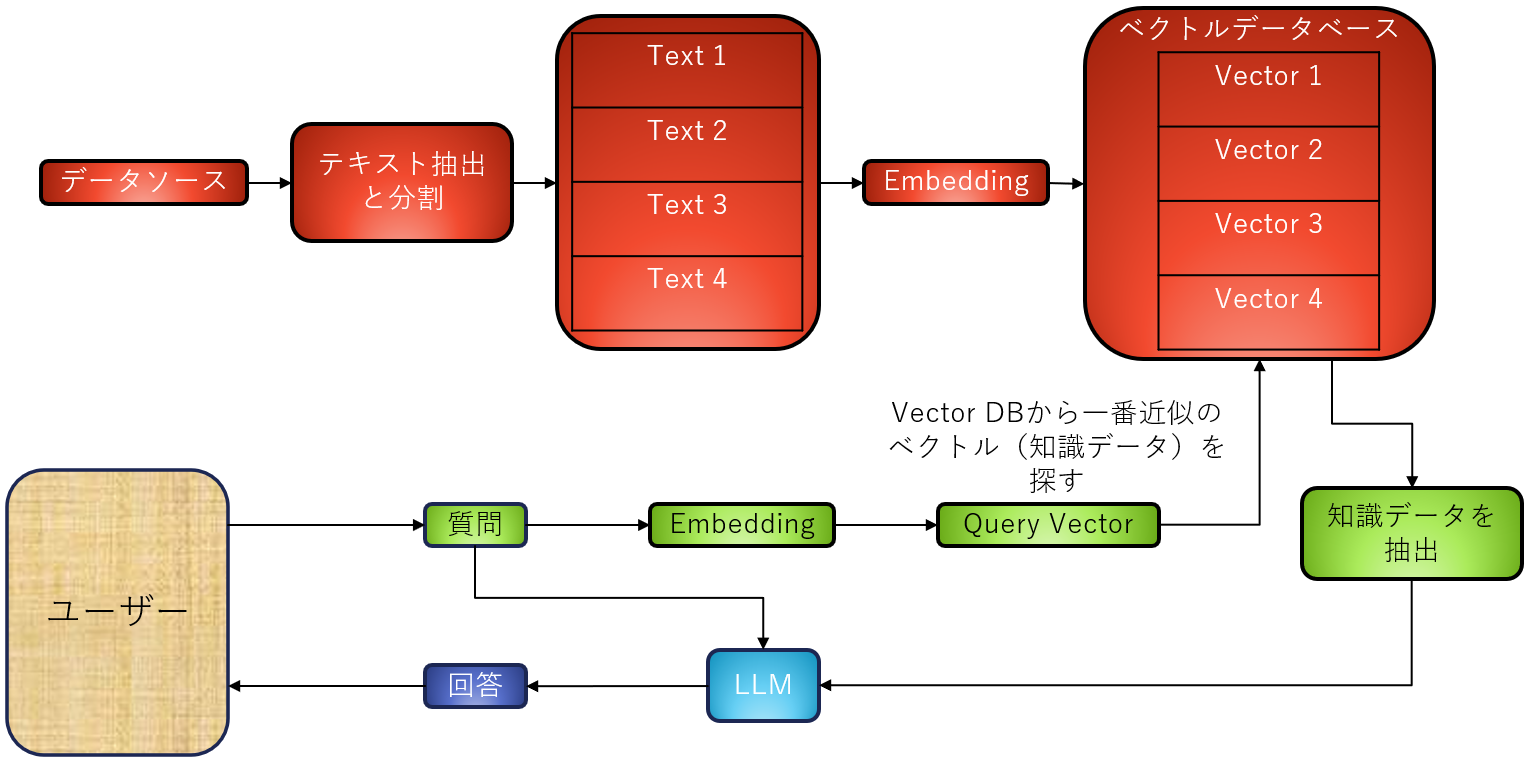 データソース
テキスト抽出
と分割
Text 1
Text 2
Text 3
Text 4
Embedding
ベクトルデータベース
Vector 1
Vector 2
Vector 3
Vector 4
Vector DBから一番近似の
ベクトル（知識データ）を
探す
ユーザー
質問
Embedding
Query Vector
知識データを
抽出
回答
LLM